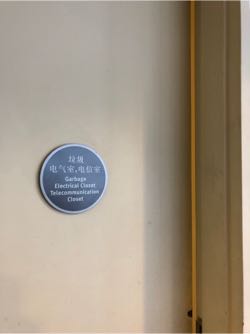 垃圾
电气室,电信室
Garbage
Electrical Closet
Telecommunication
Closet